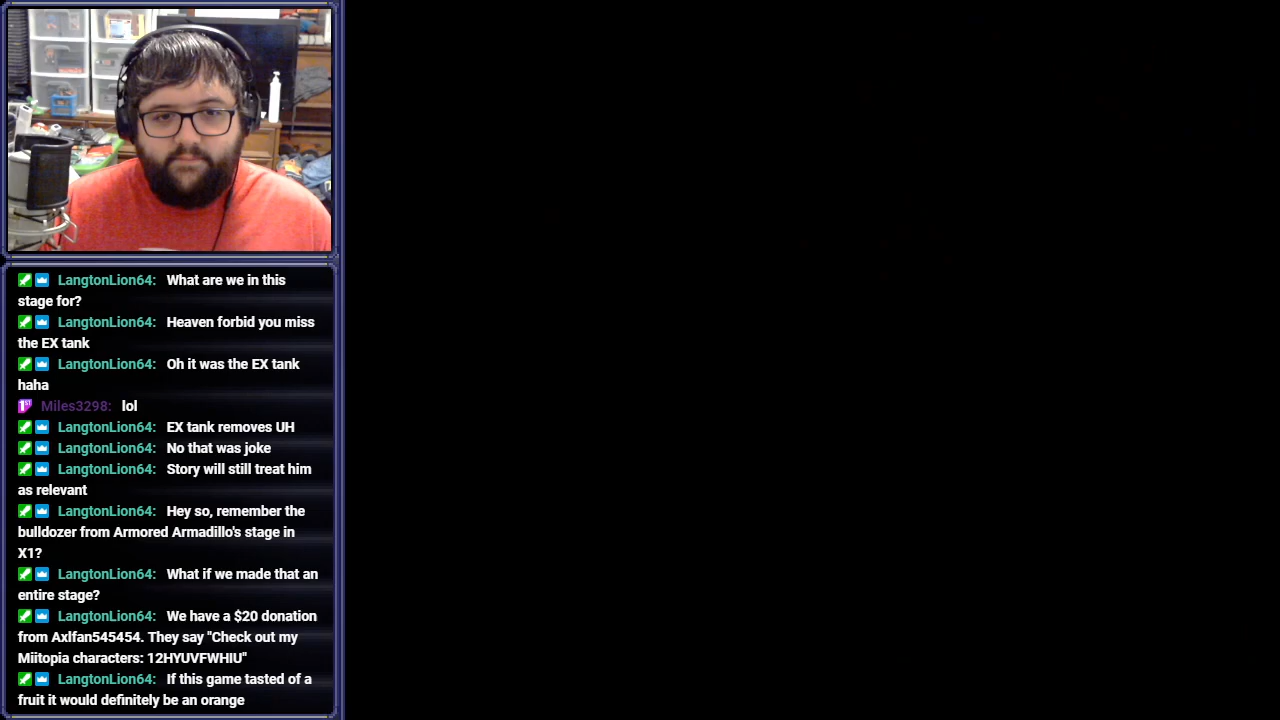 LangtonLion64: What are we in this
stage for?
LangtonLion64: Heaven forbid you miss
the EX tank
LangtonLion64: Oh it was the EX tank
haha
1ST Miles3298: lol
LangtonLion64: EX tank removes UH
LangtonLion64: No that was joke
LangtonLion64: Story will still treat him
as relevant
LangtonLion64: Hey so, remember the
bulldozer from Armored Armadillo's stage in
X1?
LangtonLion64: What if we made that an
entire stage?
LangtonLion64: We have a $20 donation
from Axlfan545454. They say "Check out my
Miitopia characters: 12HYUVFWHIU"
LangtonLion64: If this game tasted of a
fruit it would definitely be an orange